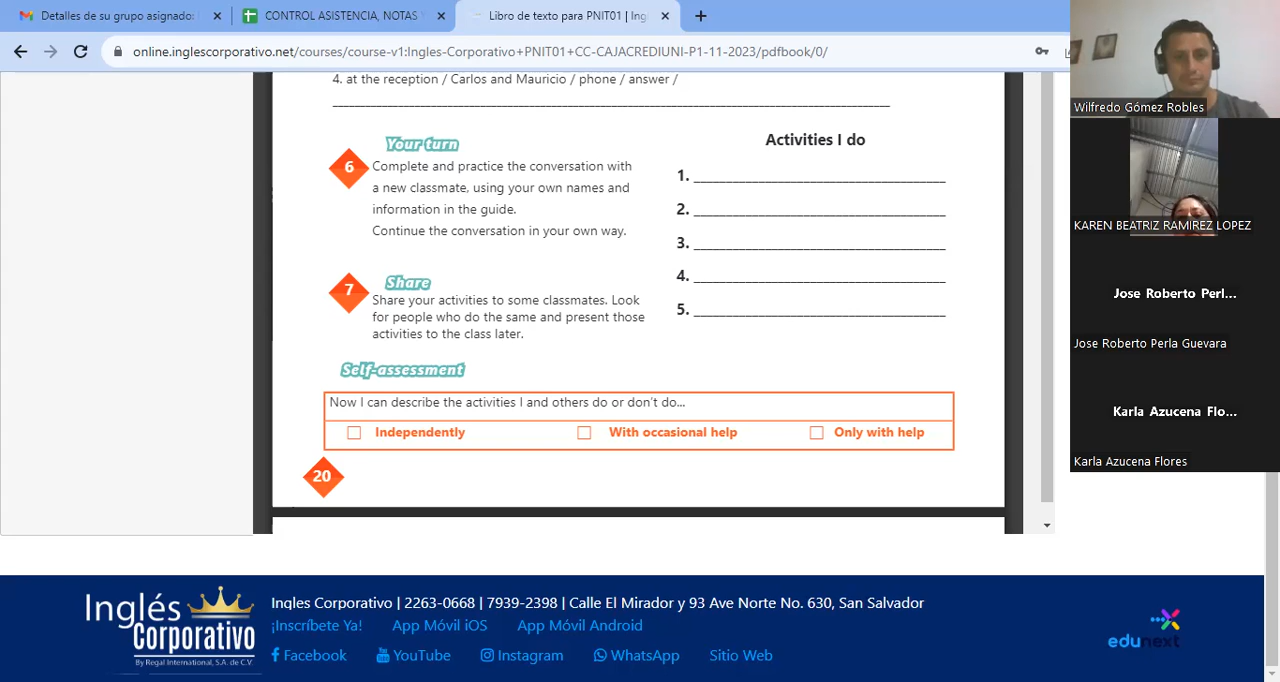 Detalles de su grupo asignado:
CONTROL ASISTENCIA, NOTAS Y
Libro de texto para PNIT01 | Ing
online.inglescorporativo.net/courses/course-v1:Ingles-Corporativo+PNIT01+CC-CAJACREDIUNI-P1-11-2023/pdfbook/0/
4. at the reception / Carlos and Mauricio / phone / answer /
Your turn
6
Complete and practice the conversation with
a new classmate, using your own names and
information in the guide.
Continue the conversation in your own way.
7
Share
Share your activities to some classmates. Look
for people who do the same and present those
activities to the class later.
Activities I do
1.
2.
3.
4.
5.
Self-assessment
Now I can describe the activities I and others do or don't do...
Independently With occasional help Only with help
20
Wilfredo Gómez Robles
KAREN BEATRIZ RAMIREZ LOPEZ
Jose Roberto Perl...
Jose Roberto Perla Guevara
Karla Azucena Flo...
Karla Azucena Flores
Inglés
Corporativo
By Regal International, S.A. de C.V.
Ingles Corporativo | 2263-0668 | 7939-2398 | Calle El Mirador y 93 Ave Norte No. 630, San Salvador
¡Inscríbete Ya! App Móvil iOS App Móvil Android
Facebook YouTube Instagram WhatsApp Sitio Web
edunext